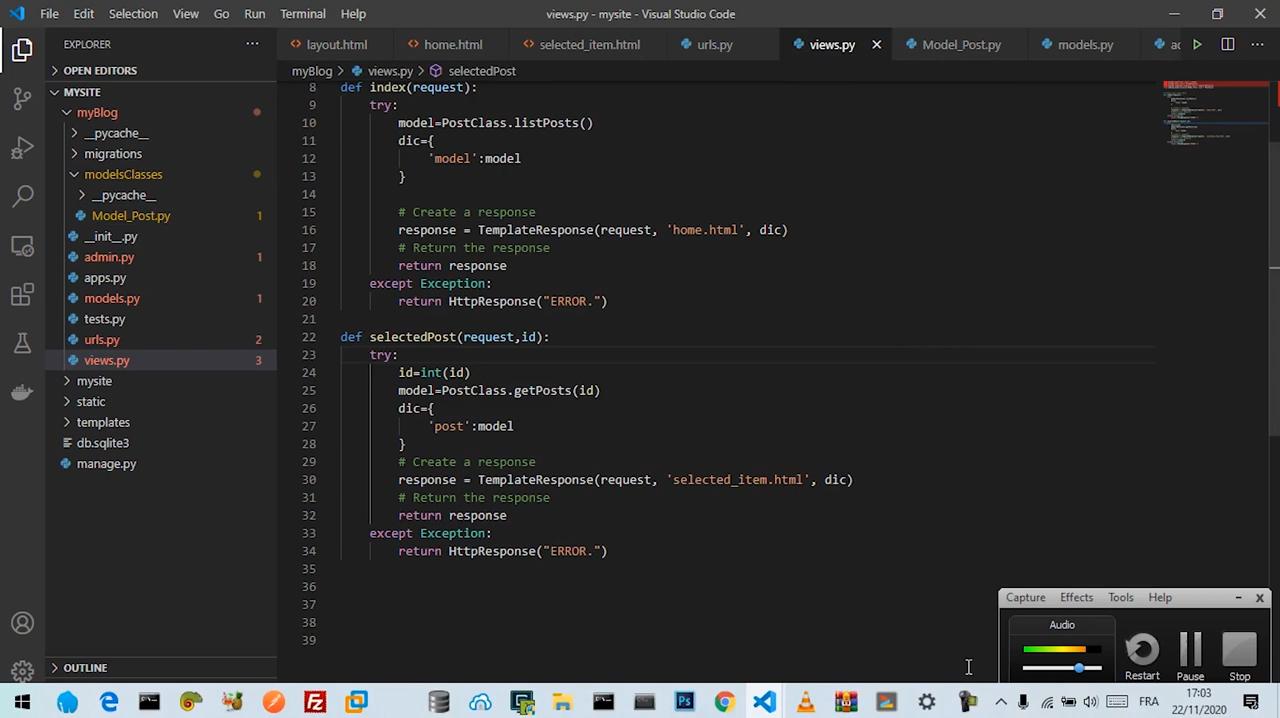 File Edit Selection View Go Run Terminal Help views.py - mysite - Visual Studio Code
EXPLORER
layout.html home.html selected_item.html urls.py views.py Model_Post.py models.py
OPEN EDITORS
myBlog > views.py > selectedPost
MYSITE
myBlog
__pycache__
migrations
modelsClasses
__pycache__
Model_Post.py 1
__init__.py
admin.py 1
apps.py
models.py 1
tests.py
urls.py 2
views.py 3
mysite
static
templates
db.sqlite3
manage.py
OUTLINE
8 def index(request):
9 try:
10 model=PostClass.listPosts()
11 dic={
12 'model':model
13 }
14
15 # Create a response
16 response = TemplateResponse(request, 'home.html', dic)
17 # Return the response
18 return response
19 except Exception:
20 return HttpResponse("ERROR.")
21
22 def selectedPost(request,id):
23 try:
24 id=int(id)
25 model=PostClass.getPosts(id)
26 dic={
27 'post':model
28 }
29 # Create a response
30 response = TemplateResponse(request, 'selected_item.html', dic)
31 # Return the response
32 return response
33 except Exception:
34 return HttpResponse("ERROR.")
35
36
37
38
39
Capture Effects Tools Help
Audio
Restart Pause Stop
FRA
17:03
22/11/2020